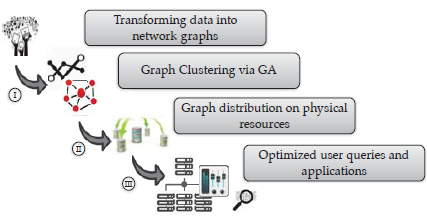 Transforming data into
network graphs
Graph Clustering via GA
I
Graph distribution on physical
resources
II
Optimized user queries and
applications
III